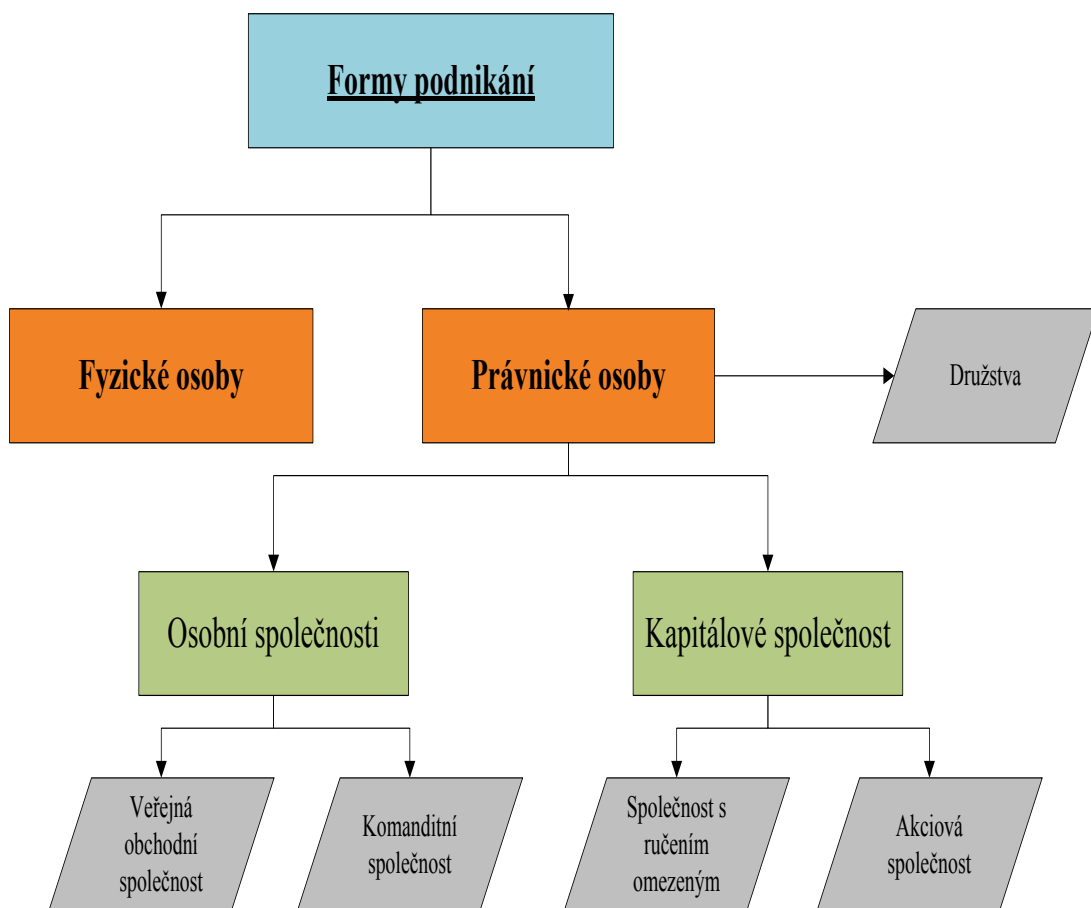 Formy podnikání
Fyzické osoby
Právnické osoby
Družstva
Osobní společnosti
Kapitálové společnost
Veřejná
obchodní
společnost
Komanditní
společnost
Společnost s
ručením
omezeným
Akciová
společnost